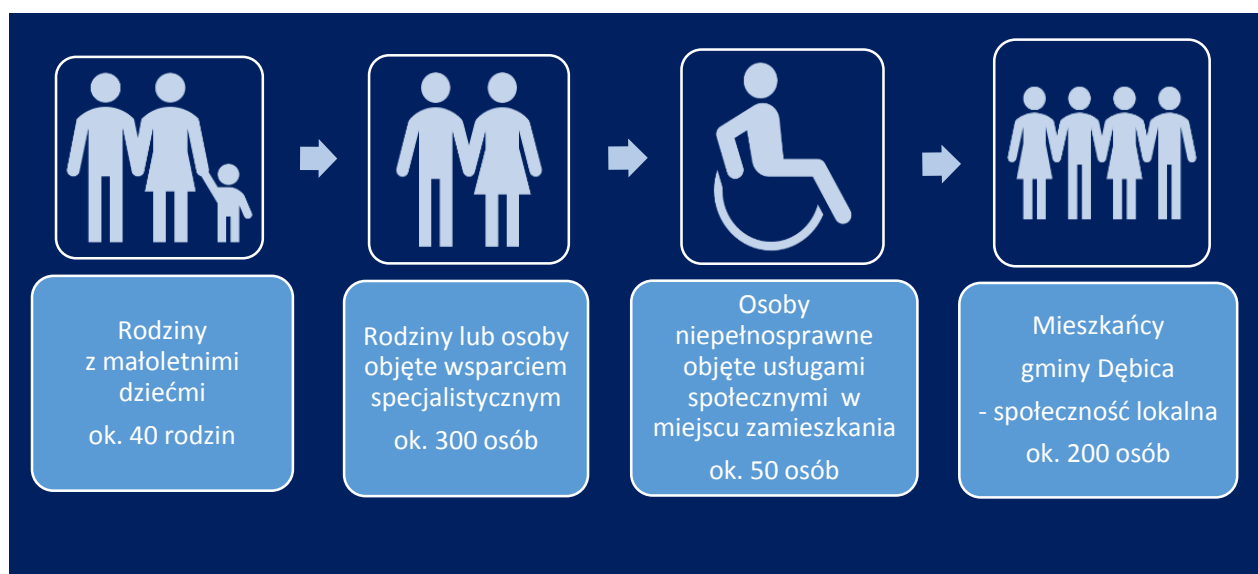 Rodziny
z małoletnimi
dziećmi
ok. 40 rodzin
Rodziny lub osoby
objęte wsparciem
specjalistycznym
ok. 300 osób
Osoby
niepełnosprawne
objęte usługami
społecznymi w
miejscu zamieszkania
ok. 50 osób
Mieszkańcy
gminy Dębica
- społeczność lokalna
ok. 200 osób